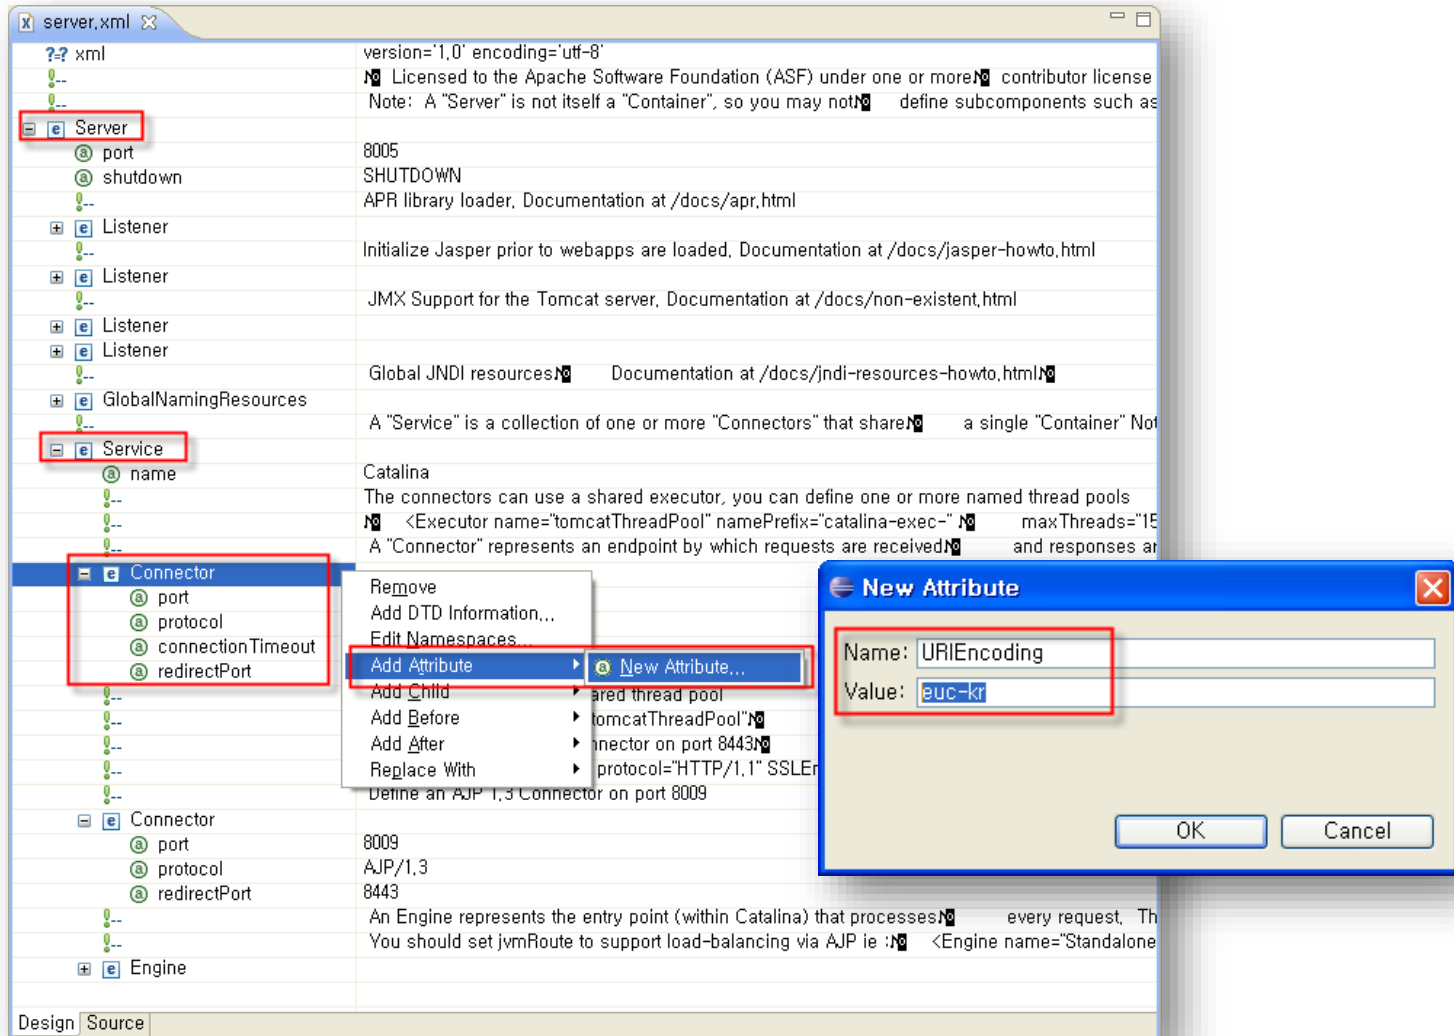 server.xml
xml version='1.0' encoding='utf-8'
!-- Licensed to the Apache Software Foundation (ASF) under one or more contributor license
!-- Note: A "Server" is not itself a "Container", so you may not define subcomponents such as
Server
port 8005
shutdown SHUTDOWN
!-- APR library loader. Documentation at /docs/apr.html
Listener
!-- Initialize Jasper prior to webapps are loaded. Documentation at /docs/jasper-howto.html
Listener
!-- JMX Support for the Tomcat server. Documentation at /docs/non-existent.html
Listener
Listener
!-- Global JNDI resources Documentation at /docs/jndi-resources-howto.html
GlobalNamingResources
!-- A "Service" is a collection of one or more "Connectors" that share a single "Container" Not
Service
name Catalina
!-- The connectors can use a shared executor, you can define one or more named thread pools
!-- <Executor name="tomcatThreadPool" namePrefix="catalina-exec-" maxThreads="15
!-- A "Connector" represents an endpoint by which requests are received and responses ar
Connector
port
protocol
connectionTimeout
redirectPort
Remove
Add DTD Information...
Edit Namespaces...
Add Attribute
New Attribute...
Add Child
Add Before
Add After
Replace With
!-- ared thread pool
!-- tomcatThreadPool"
!-- nnector on port 8443
!-- protocol="HTTP/1.1" SSLEn
!-- Define an AJP 1.3 Connector on port 8009
New Attribute
Name: URIEncoding
Value: euc-kr
OK Cancel
Connector
port 8009
protocol AJP/1.3
redirectPort 8443
!-- An Engine represents the entry point (within Catalina) that processes every request. Th
!-- You should set jvmRoute to support load-balancing via AJP ie : <Engine name="Standalone
Engine
Design Source